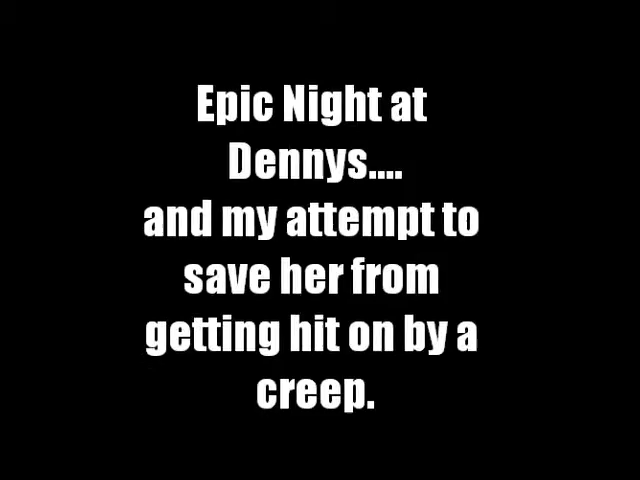 Epic Night at
Dennys....
and my attempt to
save her from
getting hit on by a
creep.